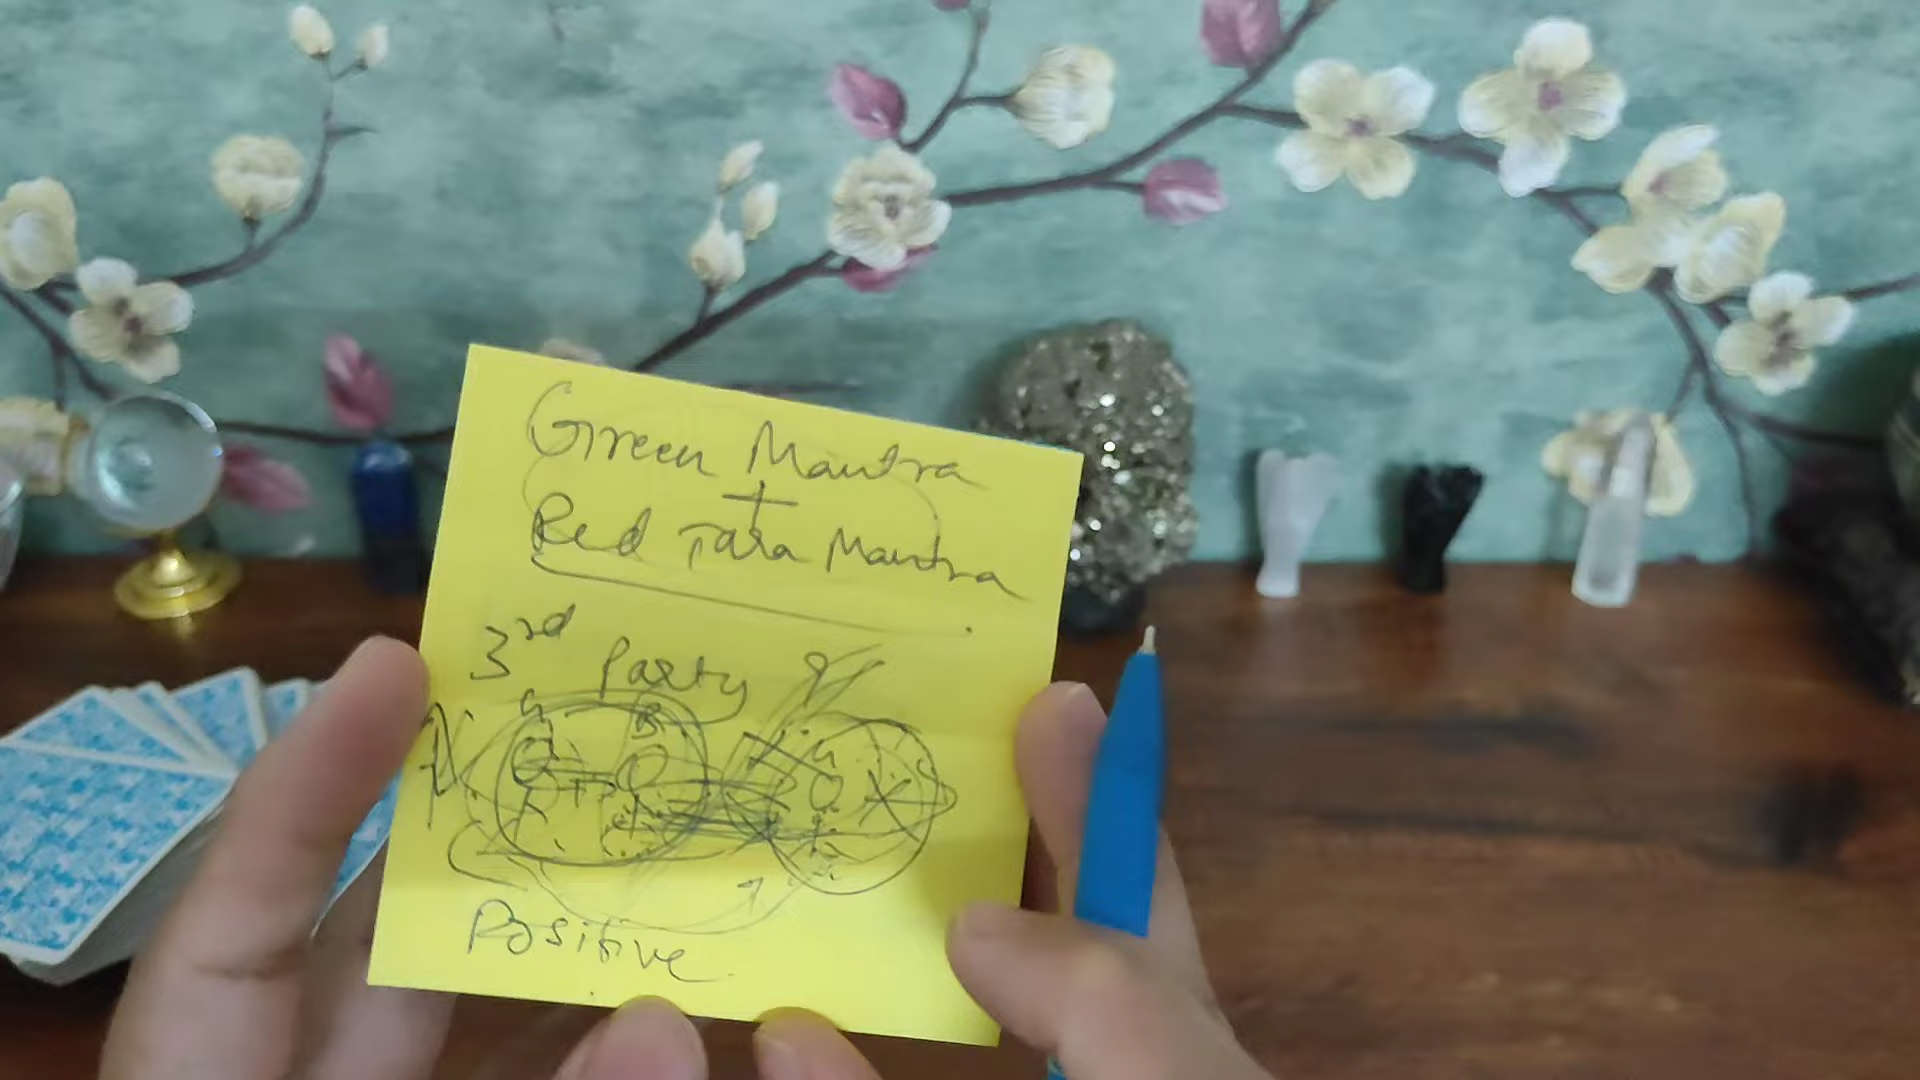 Green Mantra
+
Red Tara Mantra
3rd Party
G B
G
Positive